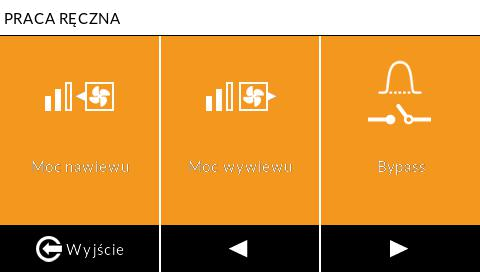 PRACA RĘCZNA
Moc nawiewu
Moc wywiewu
Bypass
Wyjście